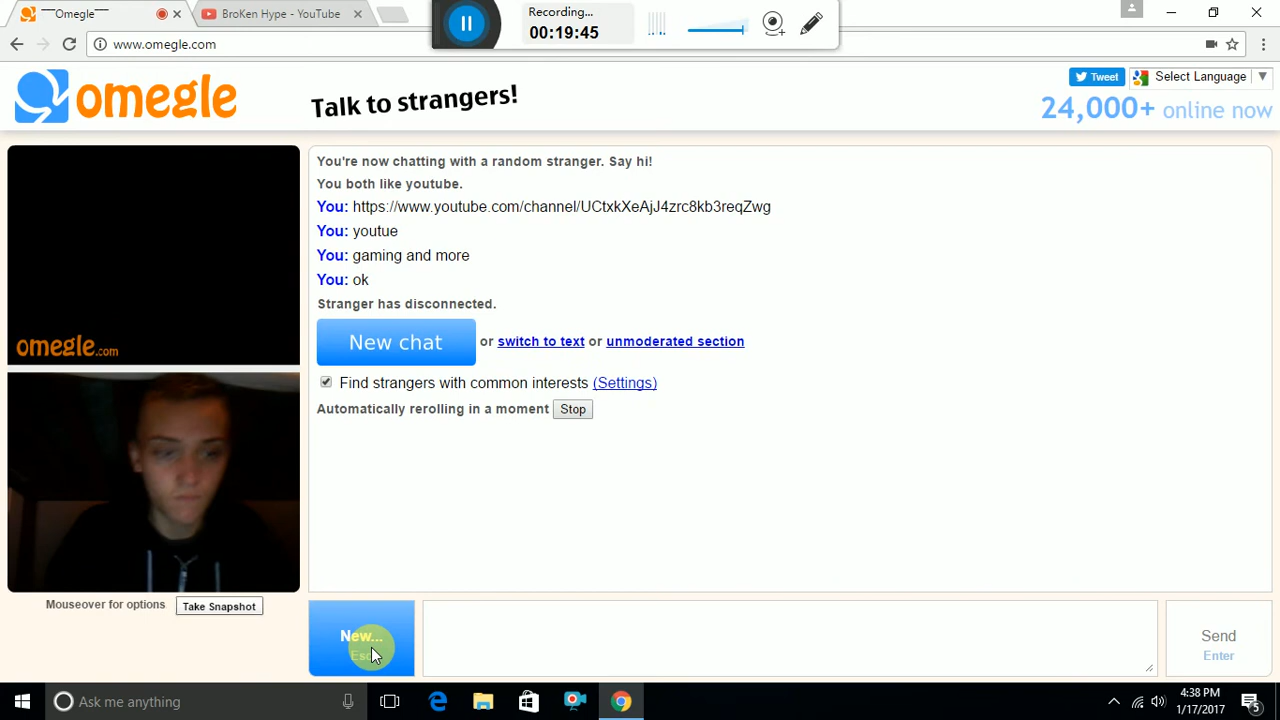 Omegle
BroKen Hype - YouTube
Recording...
00:19:45
www.omegle.com
omegle
Talk to strangers!
Tweet
Select Language
24,000+ online now
You're now chatting with a random stranger. Say hi!
You both like youtube.
You: https://www.youtube.com/channel/UCtxkXeAjJ4zrc8kb3reqZwg
You: youtue
You: gaming and more
You: ok
Stranger has disconnected.
New chat or switch to text or unmoderated section
Find strangers with common interests (Settings)
Automatically rerolling in a moment Stop
omegle.com
Mouseover for options Take Snapshot
New...
Esc
Send
Enter
Ask me anything
4:38 PM
1/17/2017
5